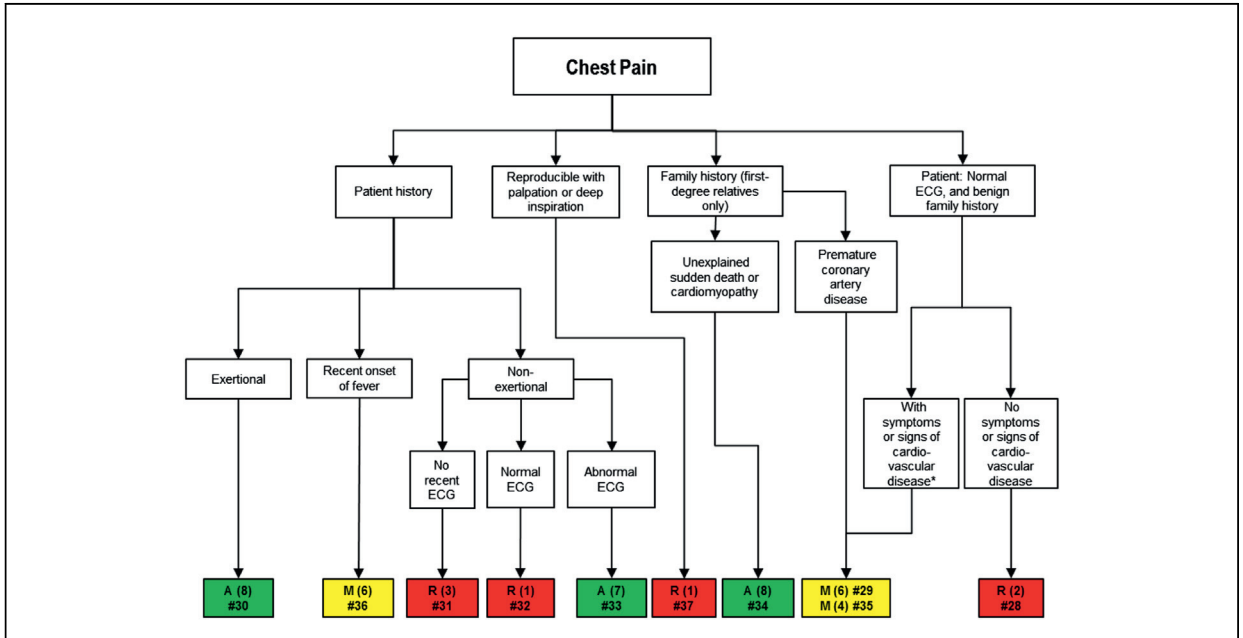 Chest Pain
Patient history
Reproducible with
palpation or deep
inspiration
Family history (first-
degree relatives
only)
Patient: Normal
ECG, and benign
family history
Unexplained
sudden death or
cardiomyopathy
Premature
coronary
artery
disease
Exertional
Recent onset
of fever
Non-
exertional
With
symptoms
or signs of
cardio-
vascular
disease*
No
symptoms
or signs of
cardio-
vascular
disease
No
recent
ECG
Normal
ECG
Abnormal
ECG
A (8)
#30
M (6)
#36
R (3)
#31
R (1)
#32
A (7)
#33
R (1)
#37
A (8)
#34
M (6) #29
M (4) #35
R (2)
#28